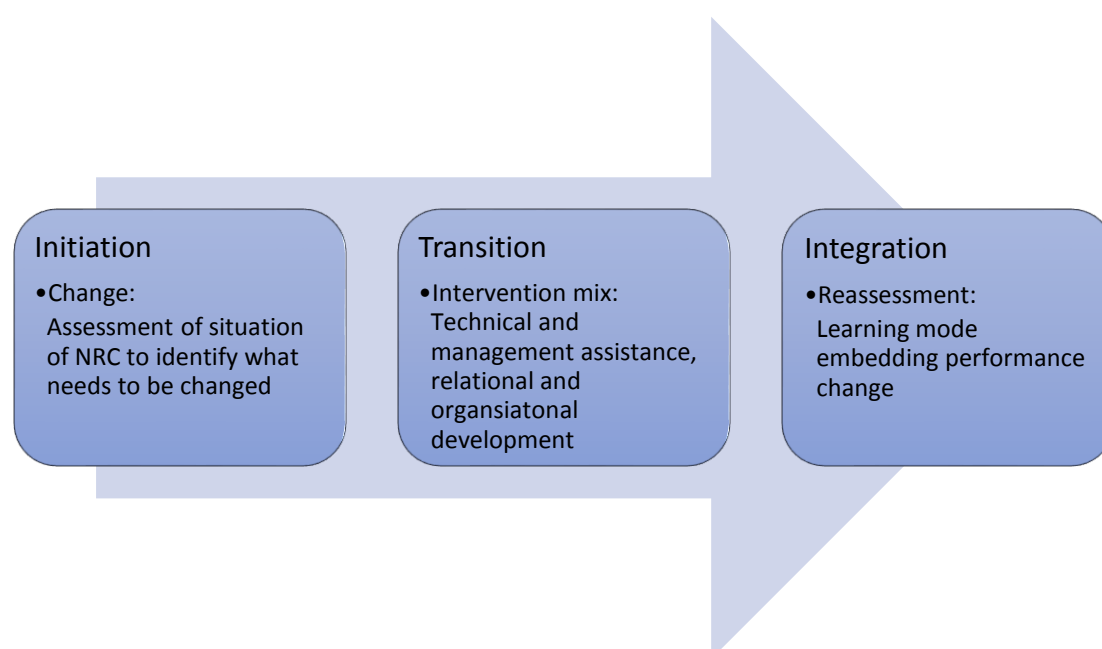 Initiation
•Change:
Assessment of situation
of NRC to identify what
needs to be changed
Transition
•Intervention mix:
Technical and
management assistance,
relational and
organsiatonal
development
Integration
•Reassessment:
Learning mode
embedding performance
change